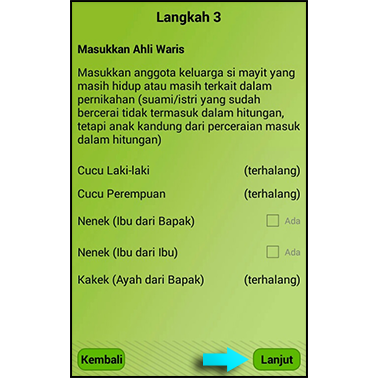 Langkah 3
Masukkan Ahli Waris
Masukkan anggota keluarga si mayit yang
masih hidup atau masih terkait dalam
pernikahan (suami/istri yang sudah
bercerai tidak termasuk dalam hitungan,
tetapi anak kandung dari perceraian masuk
dalam hitungan)
Cucu Laki-laki (terhalang)
Cucu Perempuan (terhalang)
Nenek (Ibu dari Bapak) Ada
Nenek (Ibu dari Ibu) Ada
Kakek (Ayah dari Bapak) (terhalang)
Kembali Lanjut